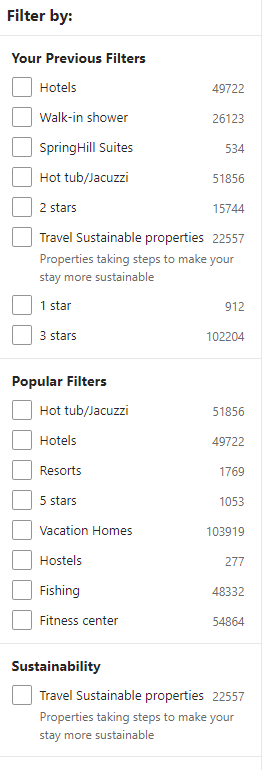 Filter by:
Your Previous Filters
Hotels 49722
Walk-in shower 26123
SpringHill Suites 534
Hot tub/Jacuzzi 51856
2 stars 15744
Travel Sustainable properties 22557
Properties taking steps to make your
stay more sustainable
1 star 912
3 stars 102204
Popular Filters
Hot tub/Jacuzzi 51856
Hotels 49722
Resorts 1769
5 stars 1053
Vacation Homes 103919
Hostels 277
Fishing 48332
Fitness center 54864
Sustainability
Travel Sustainable properties 22557
Properties taking steps to make your
stay more sustainable